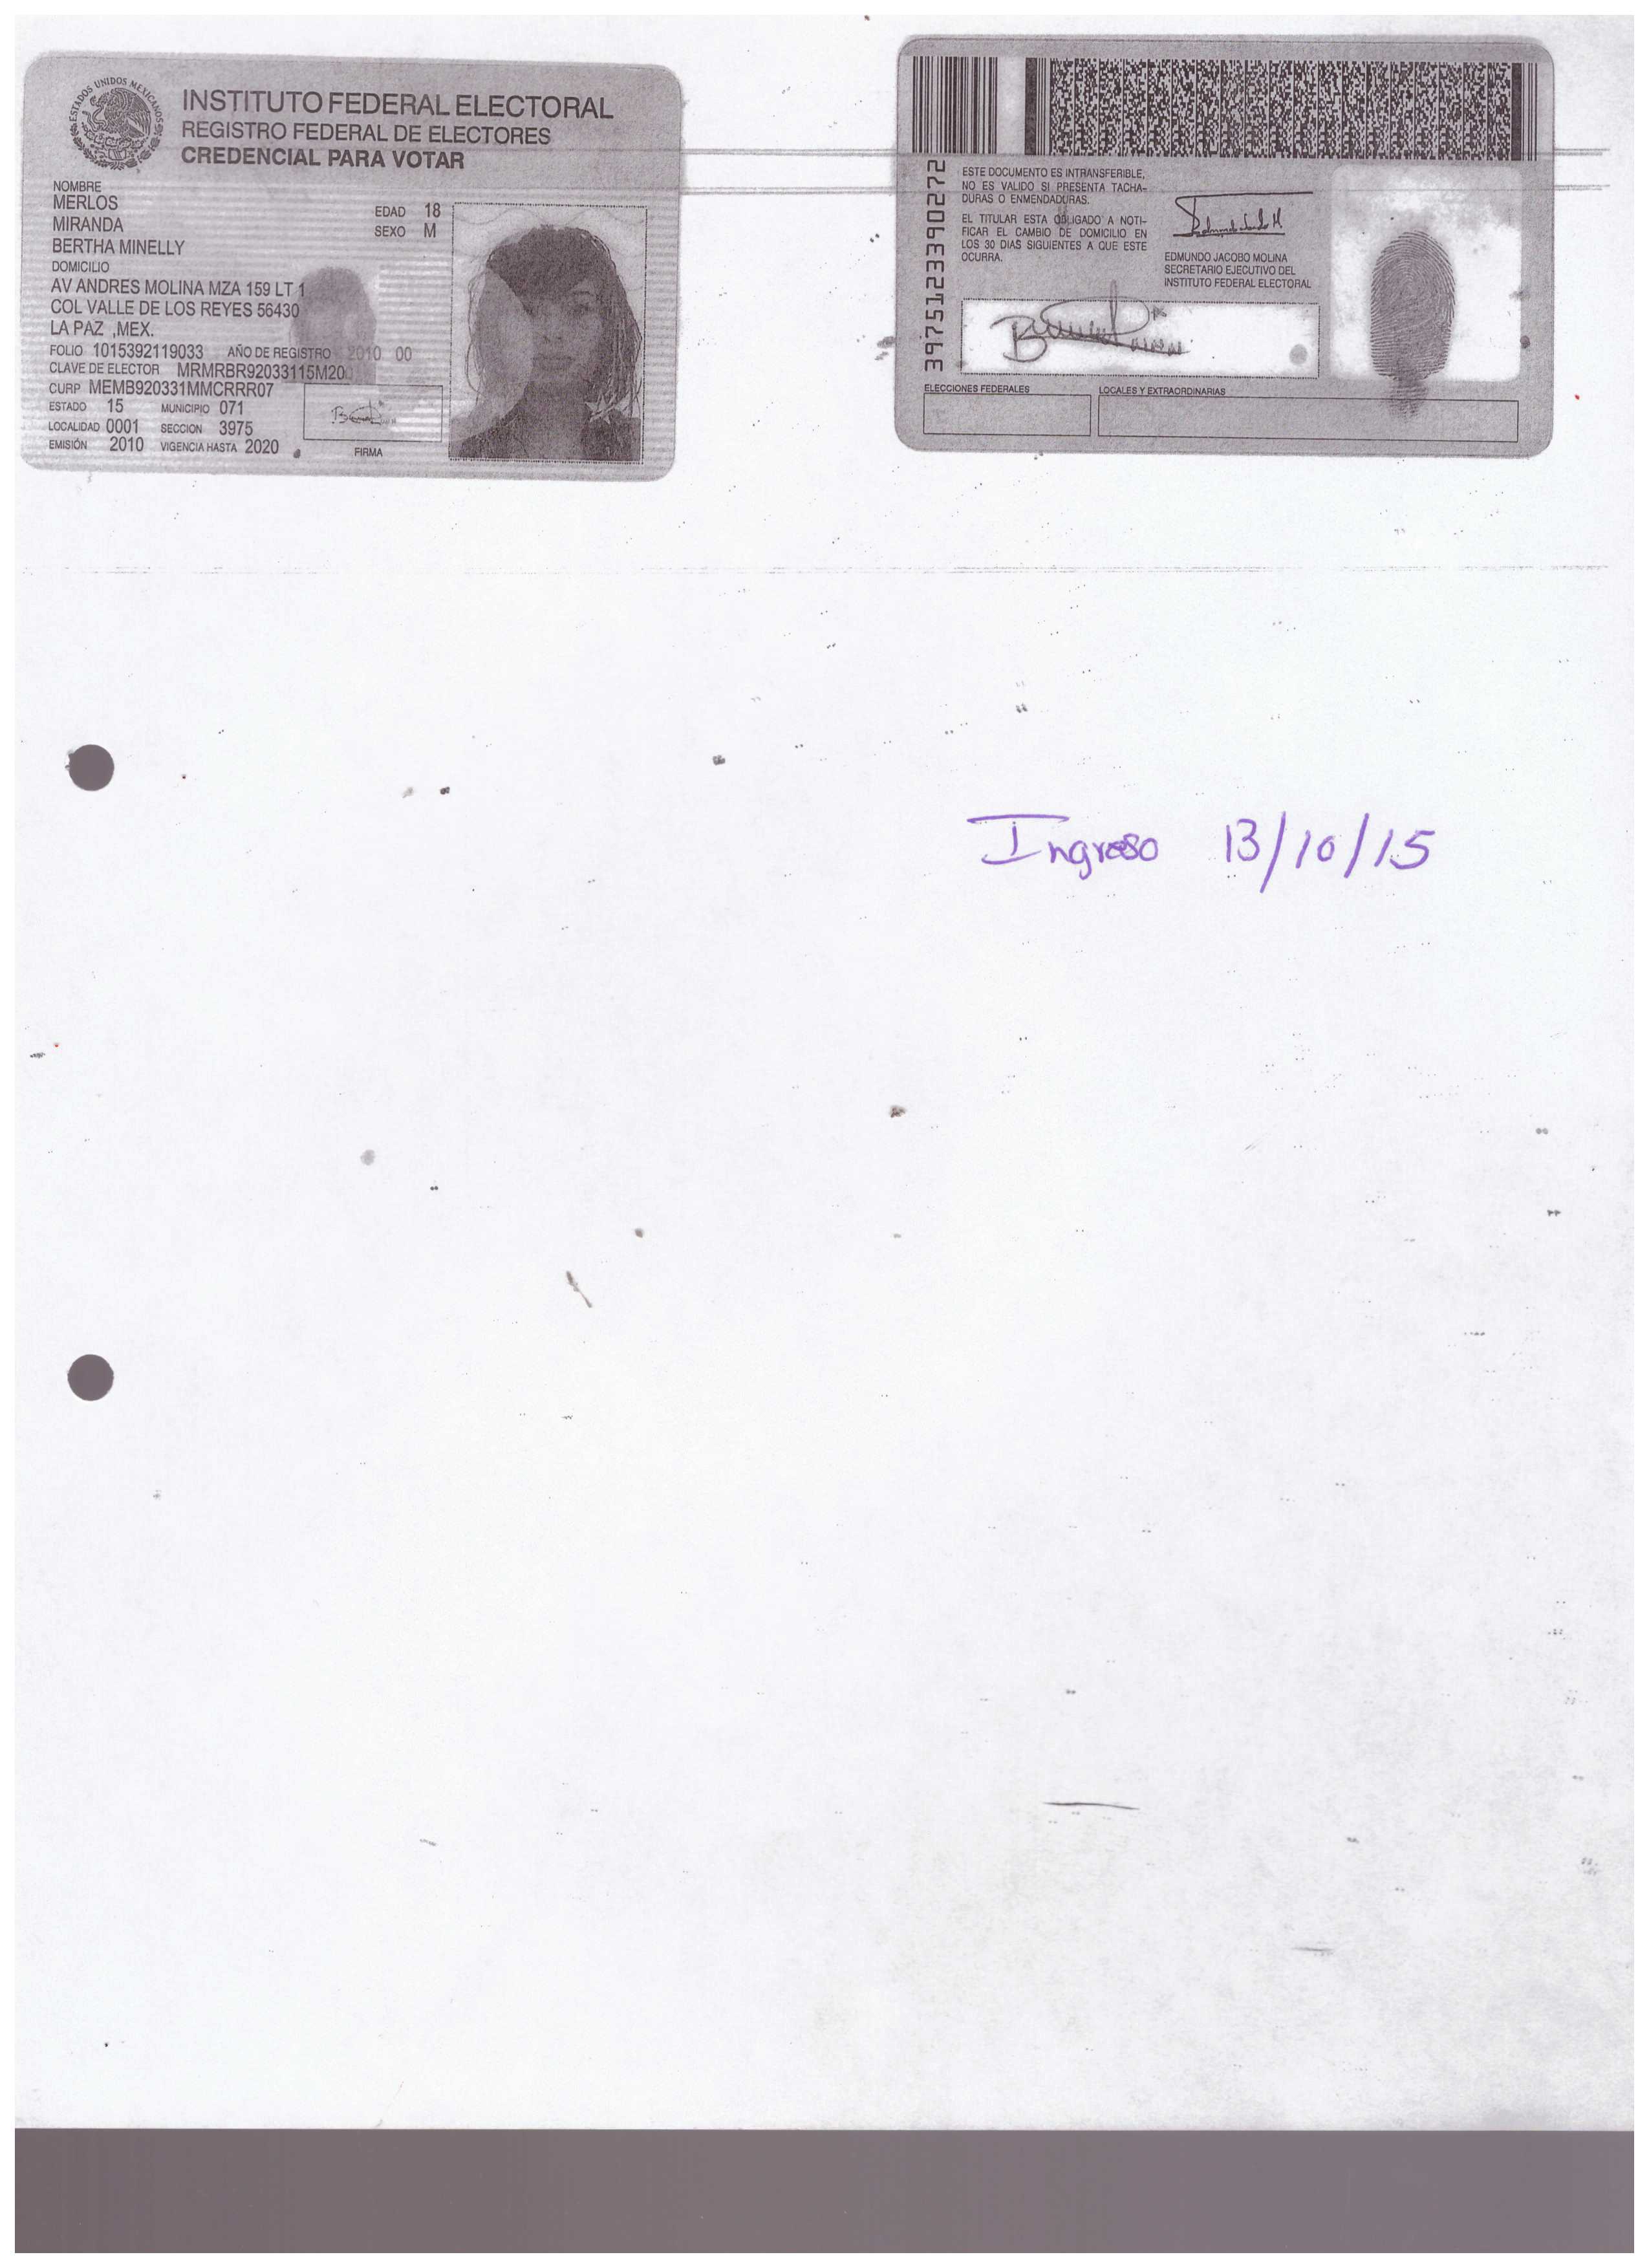 ESTADOS UNIDOS MEXICANOS
INSTITUTO FEDERAL ELECTORAL
REGISTRO FEDERAL DE ELECTORES
CREDENCIAL PARA VOTAR
NOMBRE
MERLOS
MIRANDA
BERTHA MINELLY
EDAD 18
SEXO M
DOMICILIO
AV ANDRES MOLINA MZA 159 LT 1
COL VALLE DE LOS REYES 56430
LA PAZ ,MEX.
FOLIO 1015392119033 AÑO DE REGISTRO 2010 00
CLAVE DE ELECTOR MRMRBR92033115M200
CURP MEMB920331MMCRRR07
ESTADO 15 MUNICIPIO 071
LOCALIDAD 0001 SECCION 3975
EMISIÓN 2010 VIGENCIA HASTA 2020
FIRMA
3975123390272
ESTE DOCUMENTO ES INTRANSFERIBLE,
NO ES VALIDO SI PRESENTA TACHA-
DURAS O ENMENDADURAS.
EL TITULAR ESTA OBLIGADO A NOTI-
FICAR EL CAMBIO DE DOMICILIO EN
LOS 30 DIAS SIGUIENTES A QUE ESTE
OCURRA.
EDMUNDO JACOBO MOLINA
SECRETARIO EJECUTIVO DEL
INSTITUTO FEDERAL ELECTORAL
ELECCIONES FEDERALES
LOCALES Y EXTRAORDINARIAS
Ingreso 13/10/15